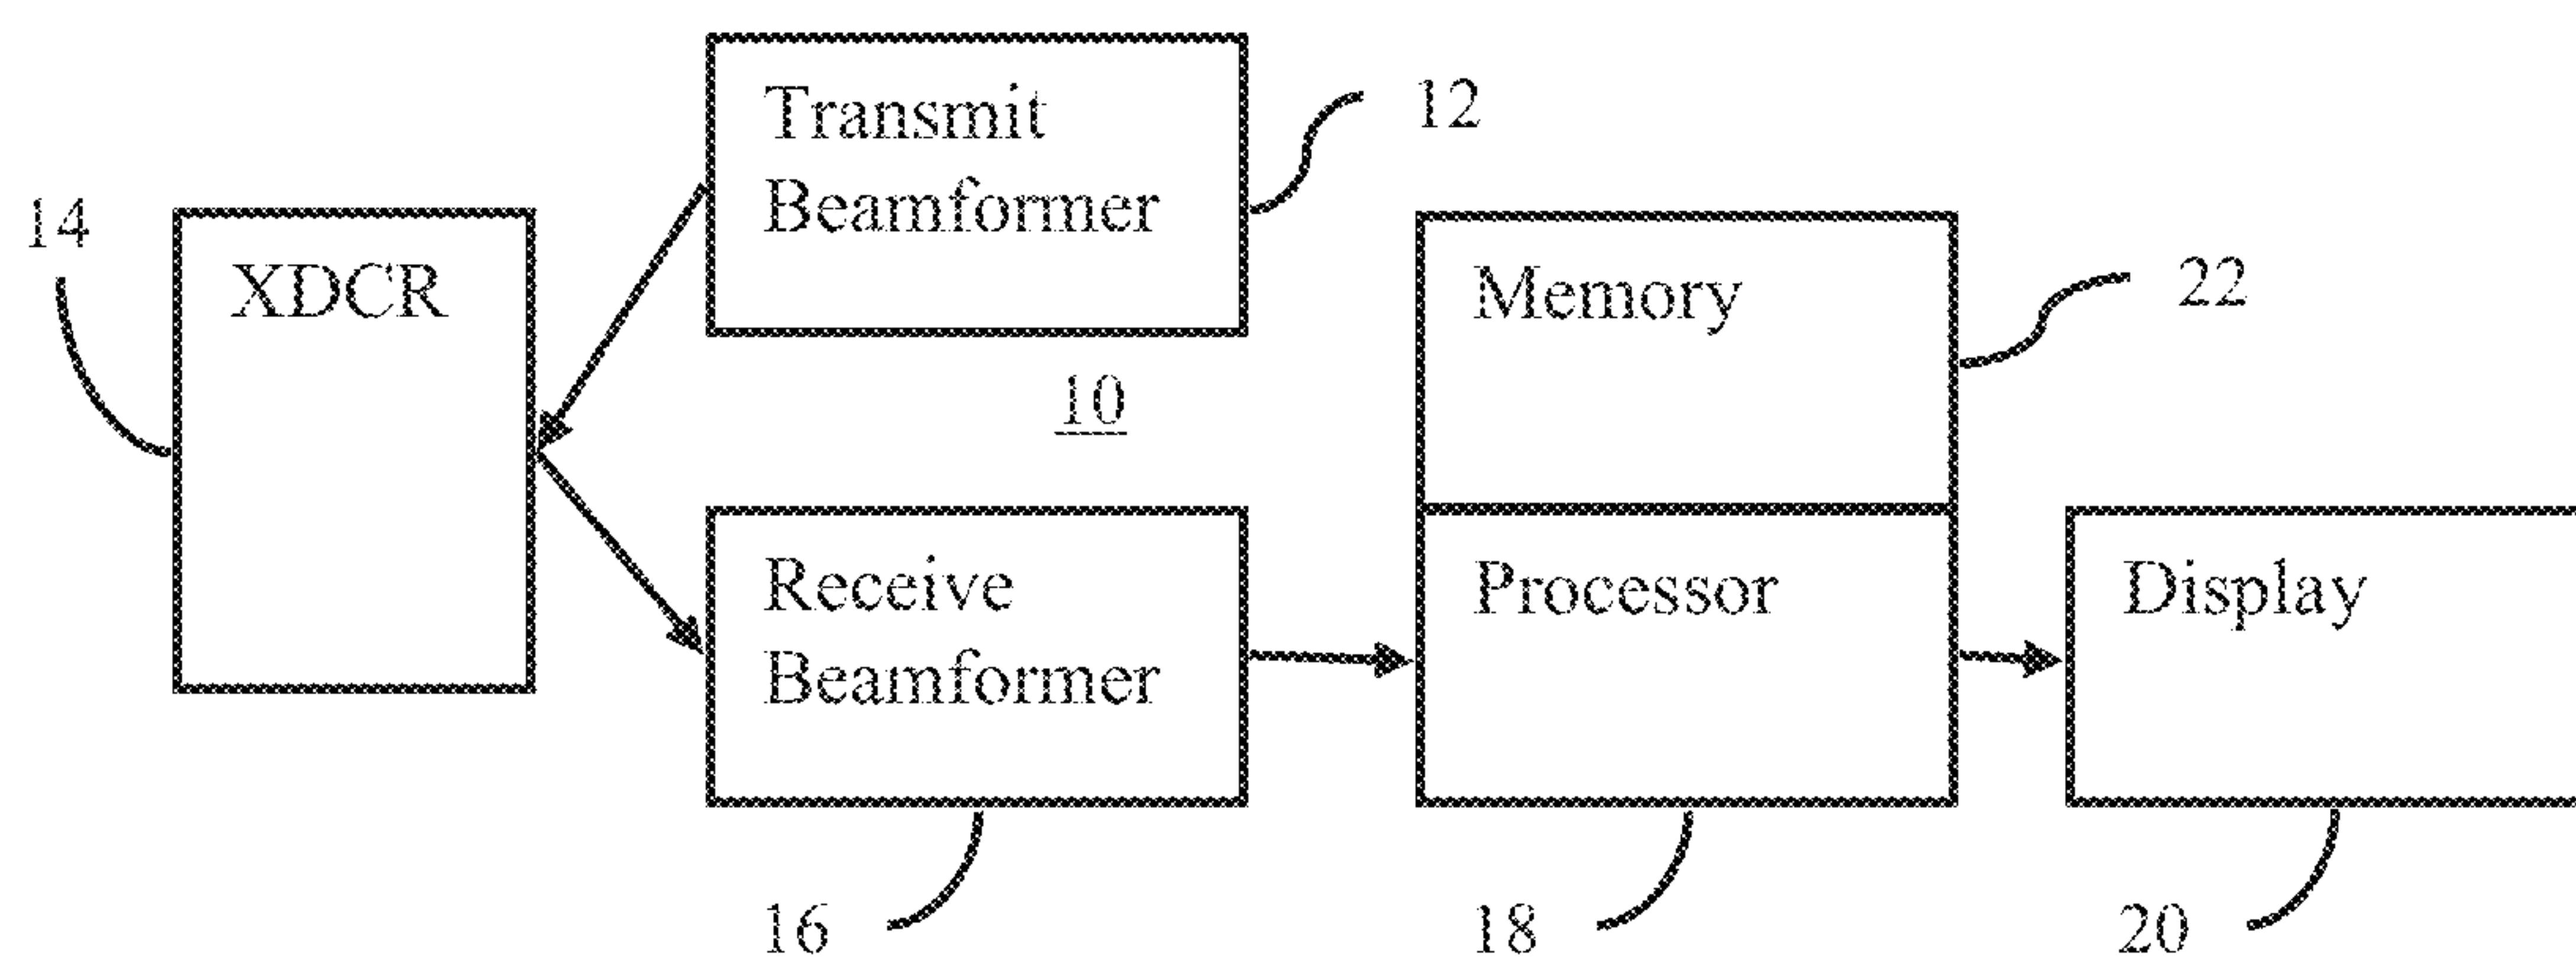 Transmit
Beamformer
12
14
XDCR
Memory
22
10
Receive
Beamformer
Processor
Display
16
18
20